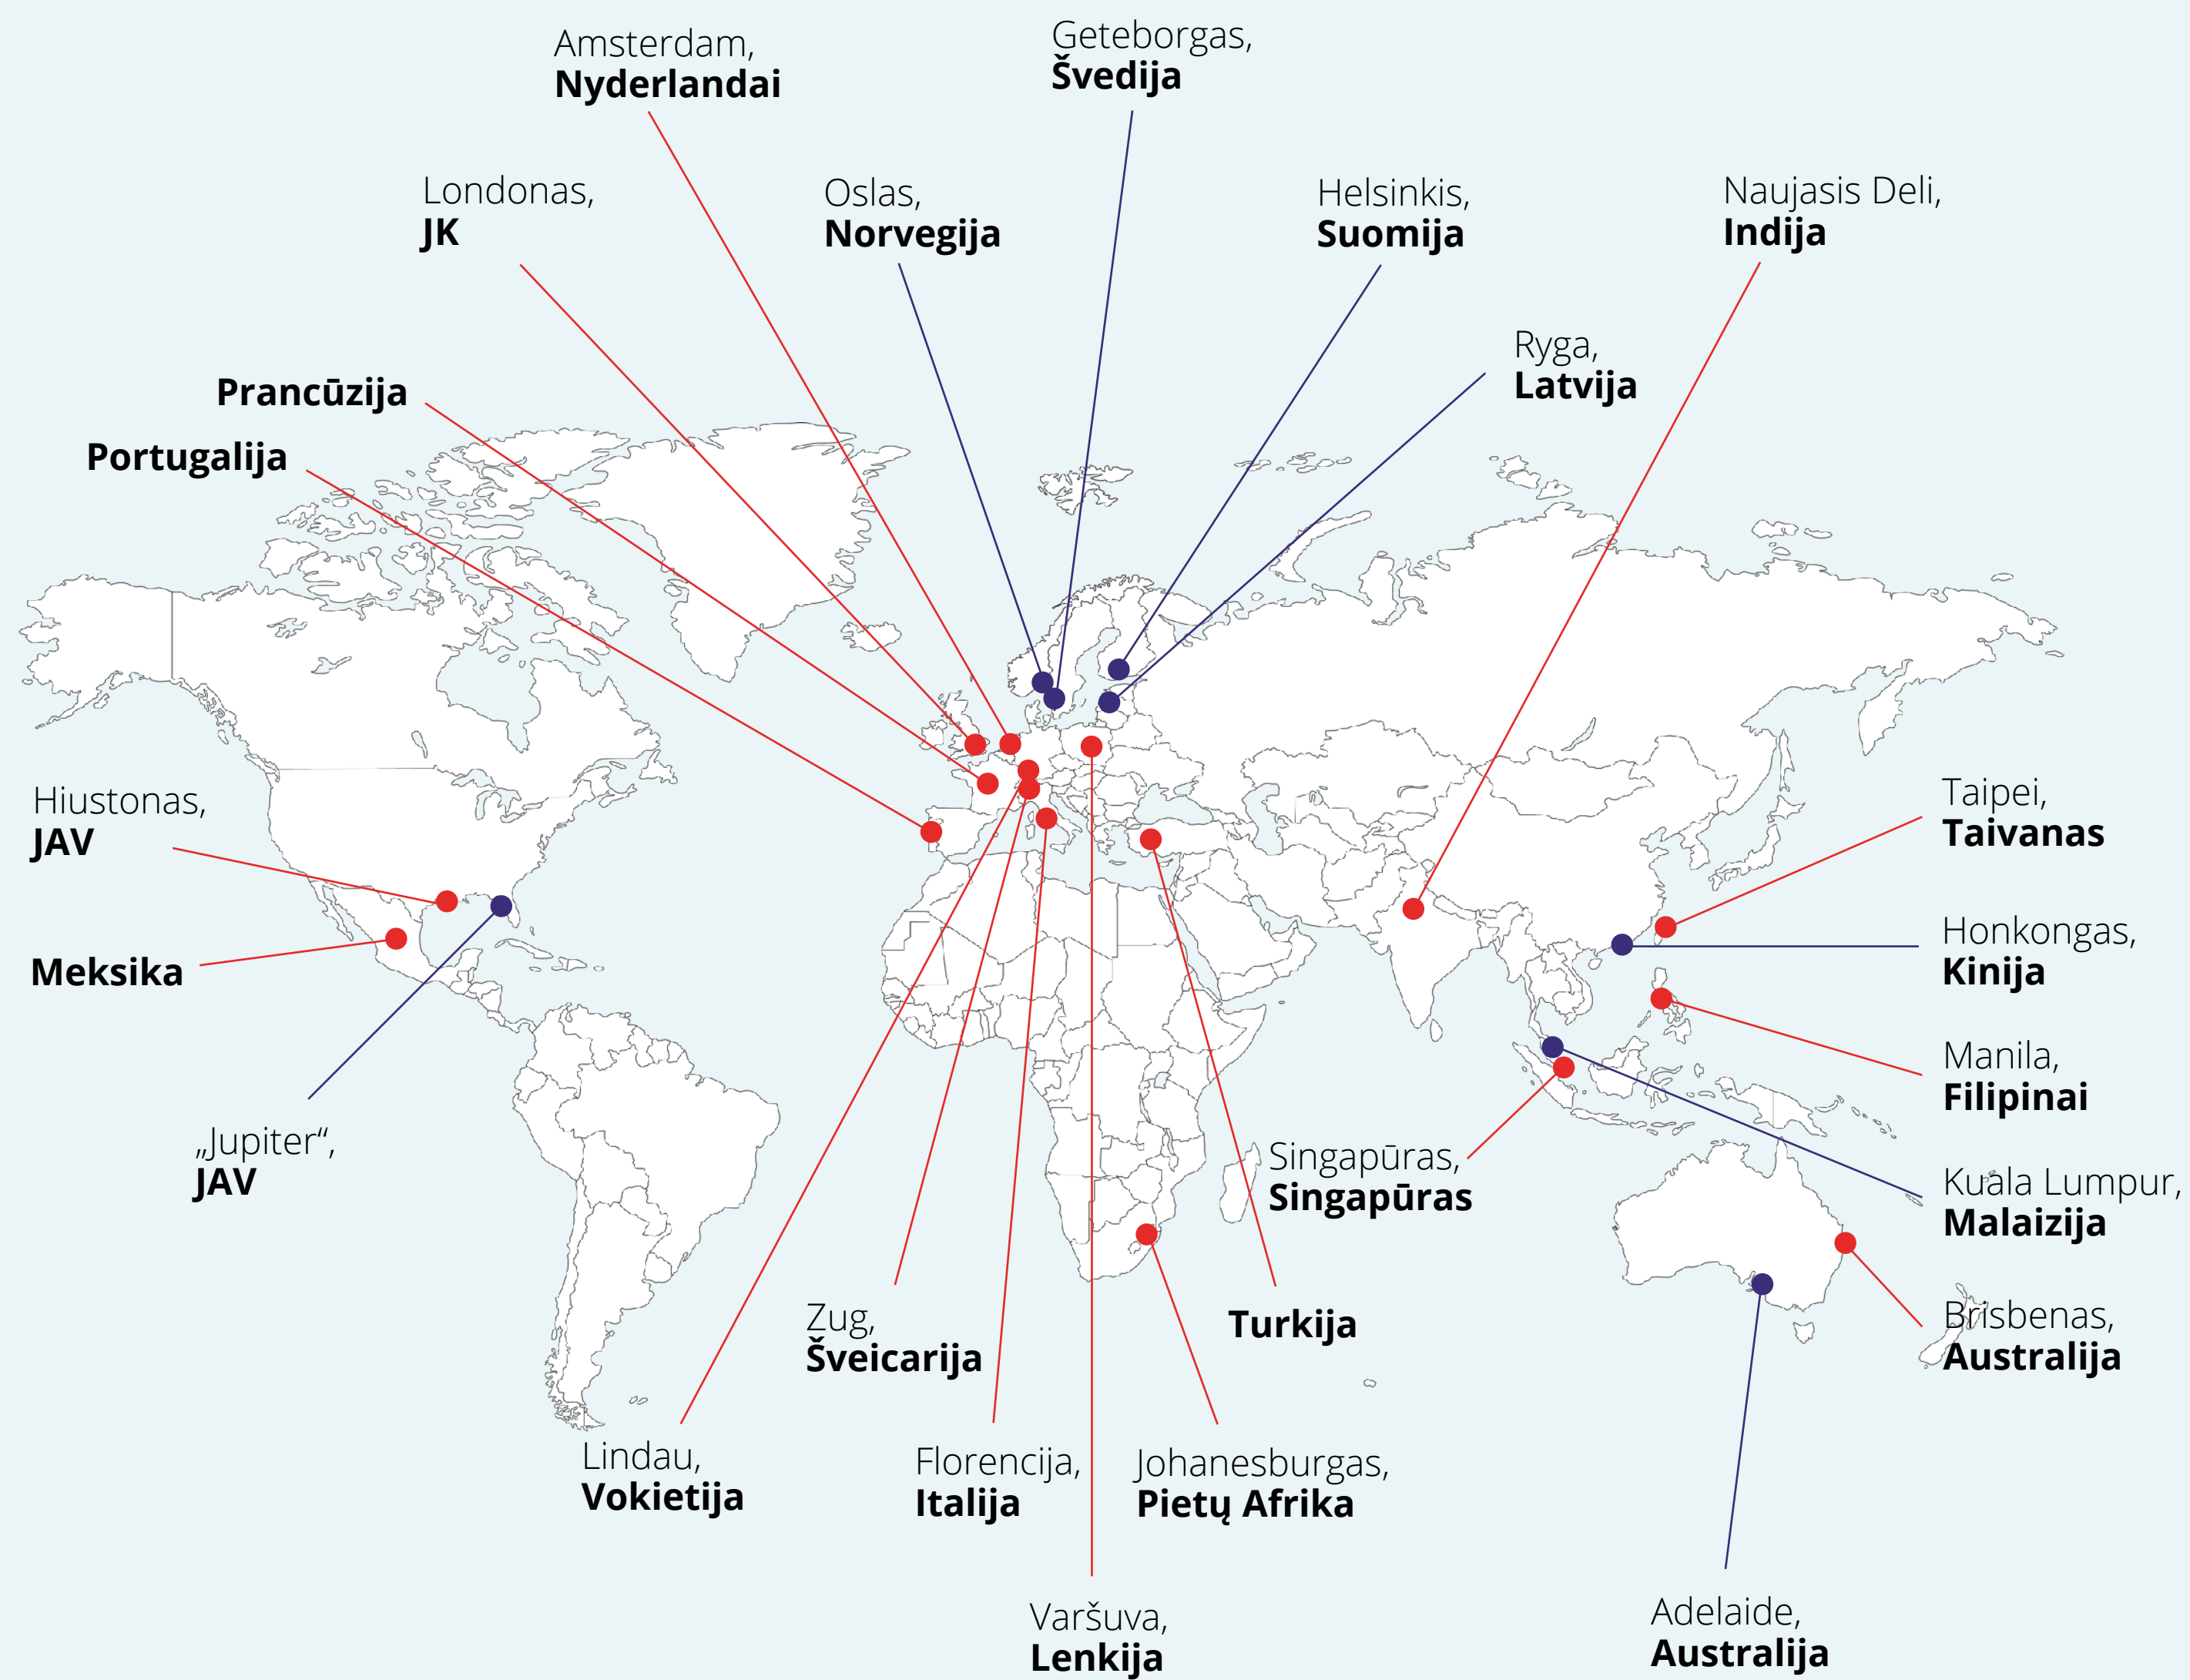 Amsterdam,
Nyderlandai
Geteborgas,
Švedija
Londonas,
JK
Oslas,
Norvegija
Helsinkis,
Suomija
Naujasis Deli,
Indija
Ryga,
Latvija
Prancūzija
Portugalija
Hiustonas,
JAV
Meksika
„Jupiter“,
JAV
Taipei,
Taivanas
Honkongas,
Kinija
Manila,
Filipinai
Singapūras,
Singapūras
Kuala Lumpur,
Malaizija
Brisbenas,
Australija
Zug,
Šveicarija
Turkija
Lindau,
Vokietija
Florencija,
Italija
Johanesburgas,
Pietų Afrika
Varšuva,
Lenkija
Adelaide,
Australija